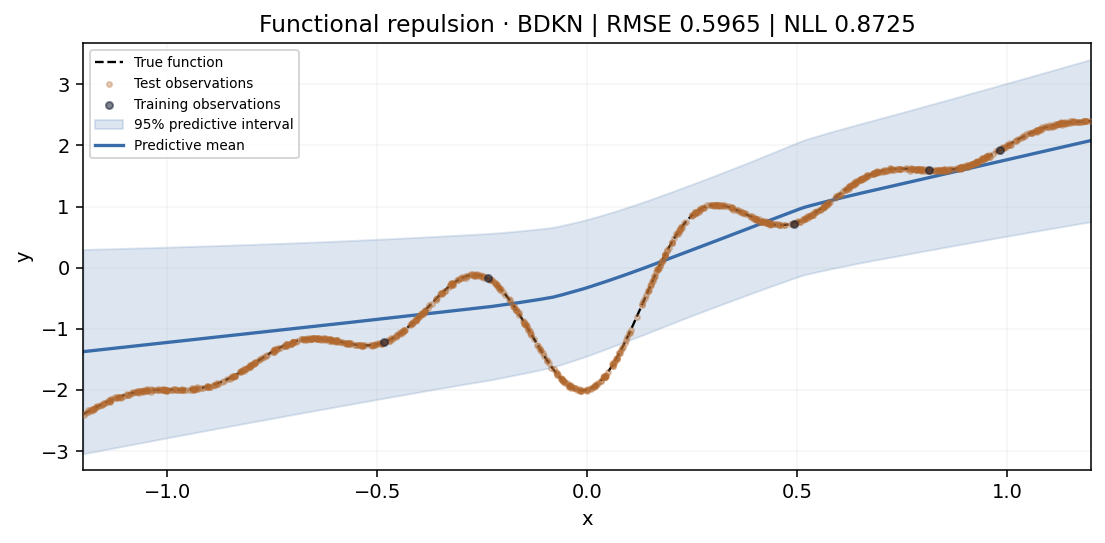 Functional repulsion · BDKN | RMSE 0.5965 | NLL 0.8725
True function
Test observations
Training observations
95% predictive interval
Predictive mean
y
3
2
1
0
−1
−2
−3
−1.0 −0.5 0.0 0.5 1.0
x